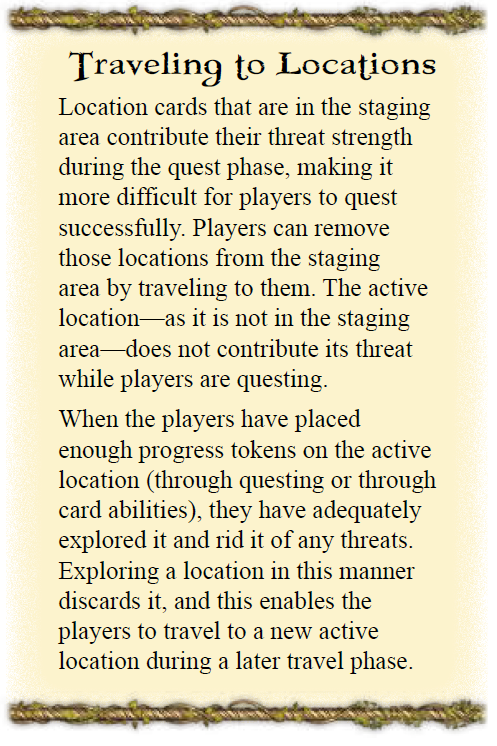 Traveling to Locations
Location cards that are in the staging
area contribute their threat strength
during the quest phase, making it
more difficult for players to quest
successfully. Players can remove
those locations from the staging
area by traveling to them. The active
location—as it is not in the staging
area—does not contribute its threat
while players are questing.
When the players have placed
enough progress tokens on the active
location (through questing or through
card abilities), they have adequately
explored it and rid it of any threats.
Exploring a location in this manner
discards it, and this enables the
players to travel to a new active
location during a later travel phase.